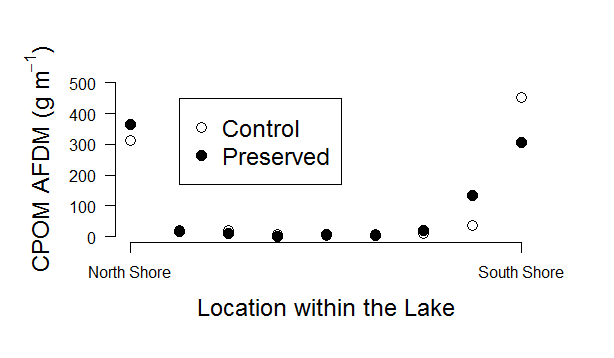 CPOM AFDM (g m⁻¹)
500
400
300
200
100
0
Control
Preserved
North Shore
South Shore
Location within the Lake